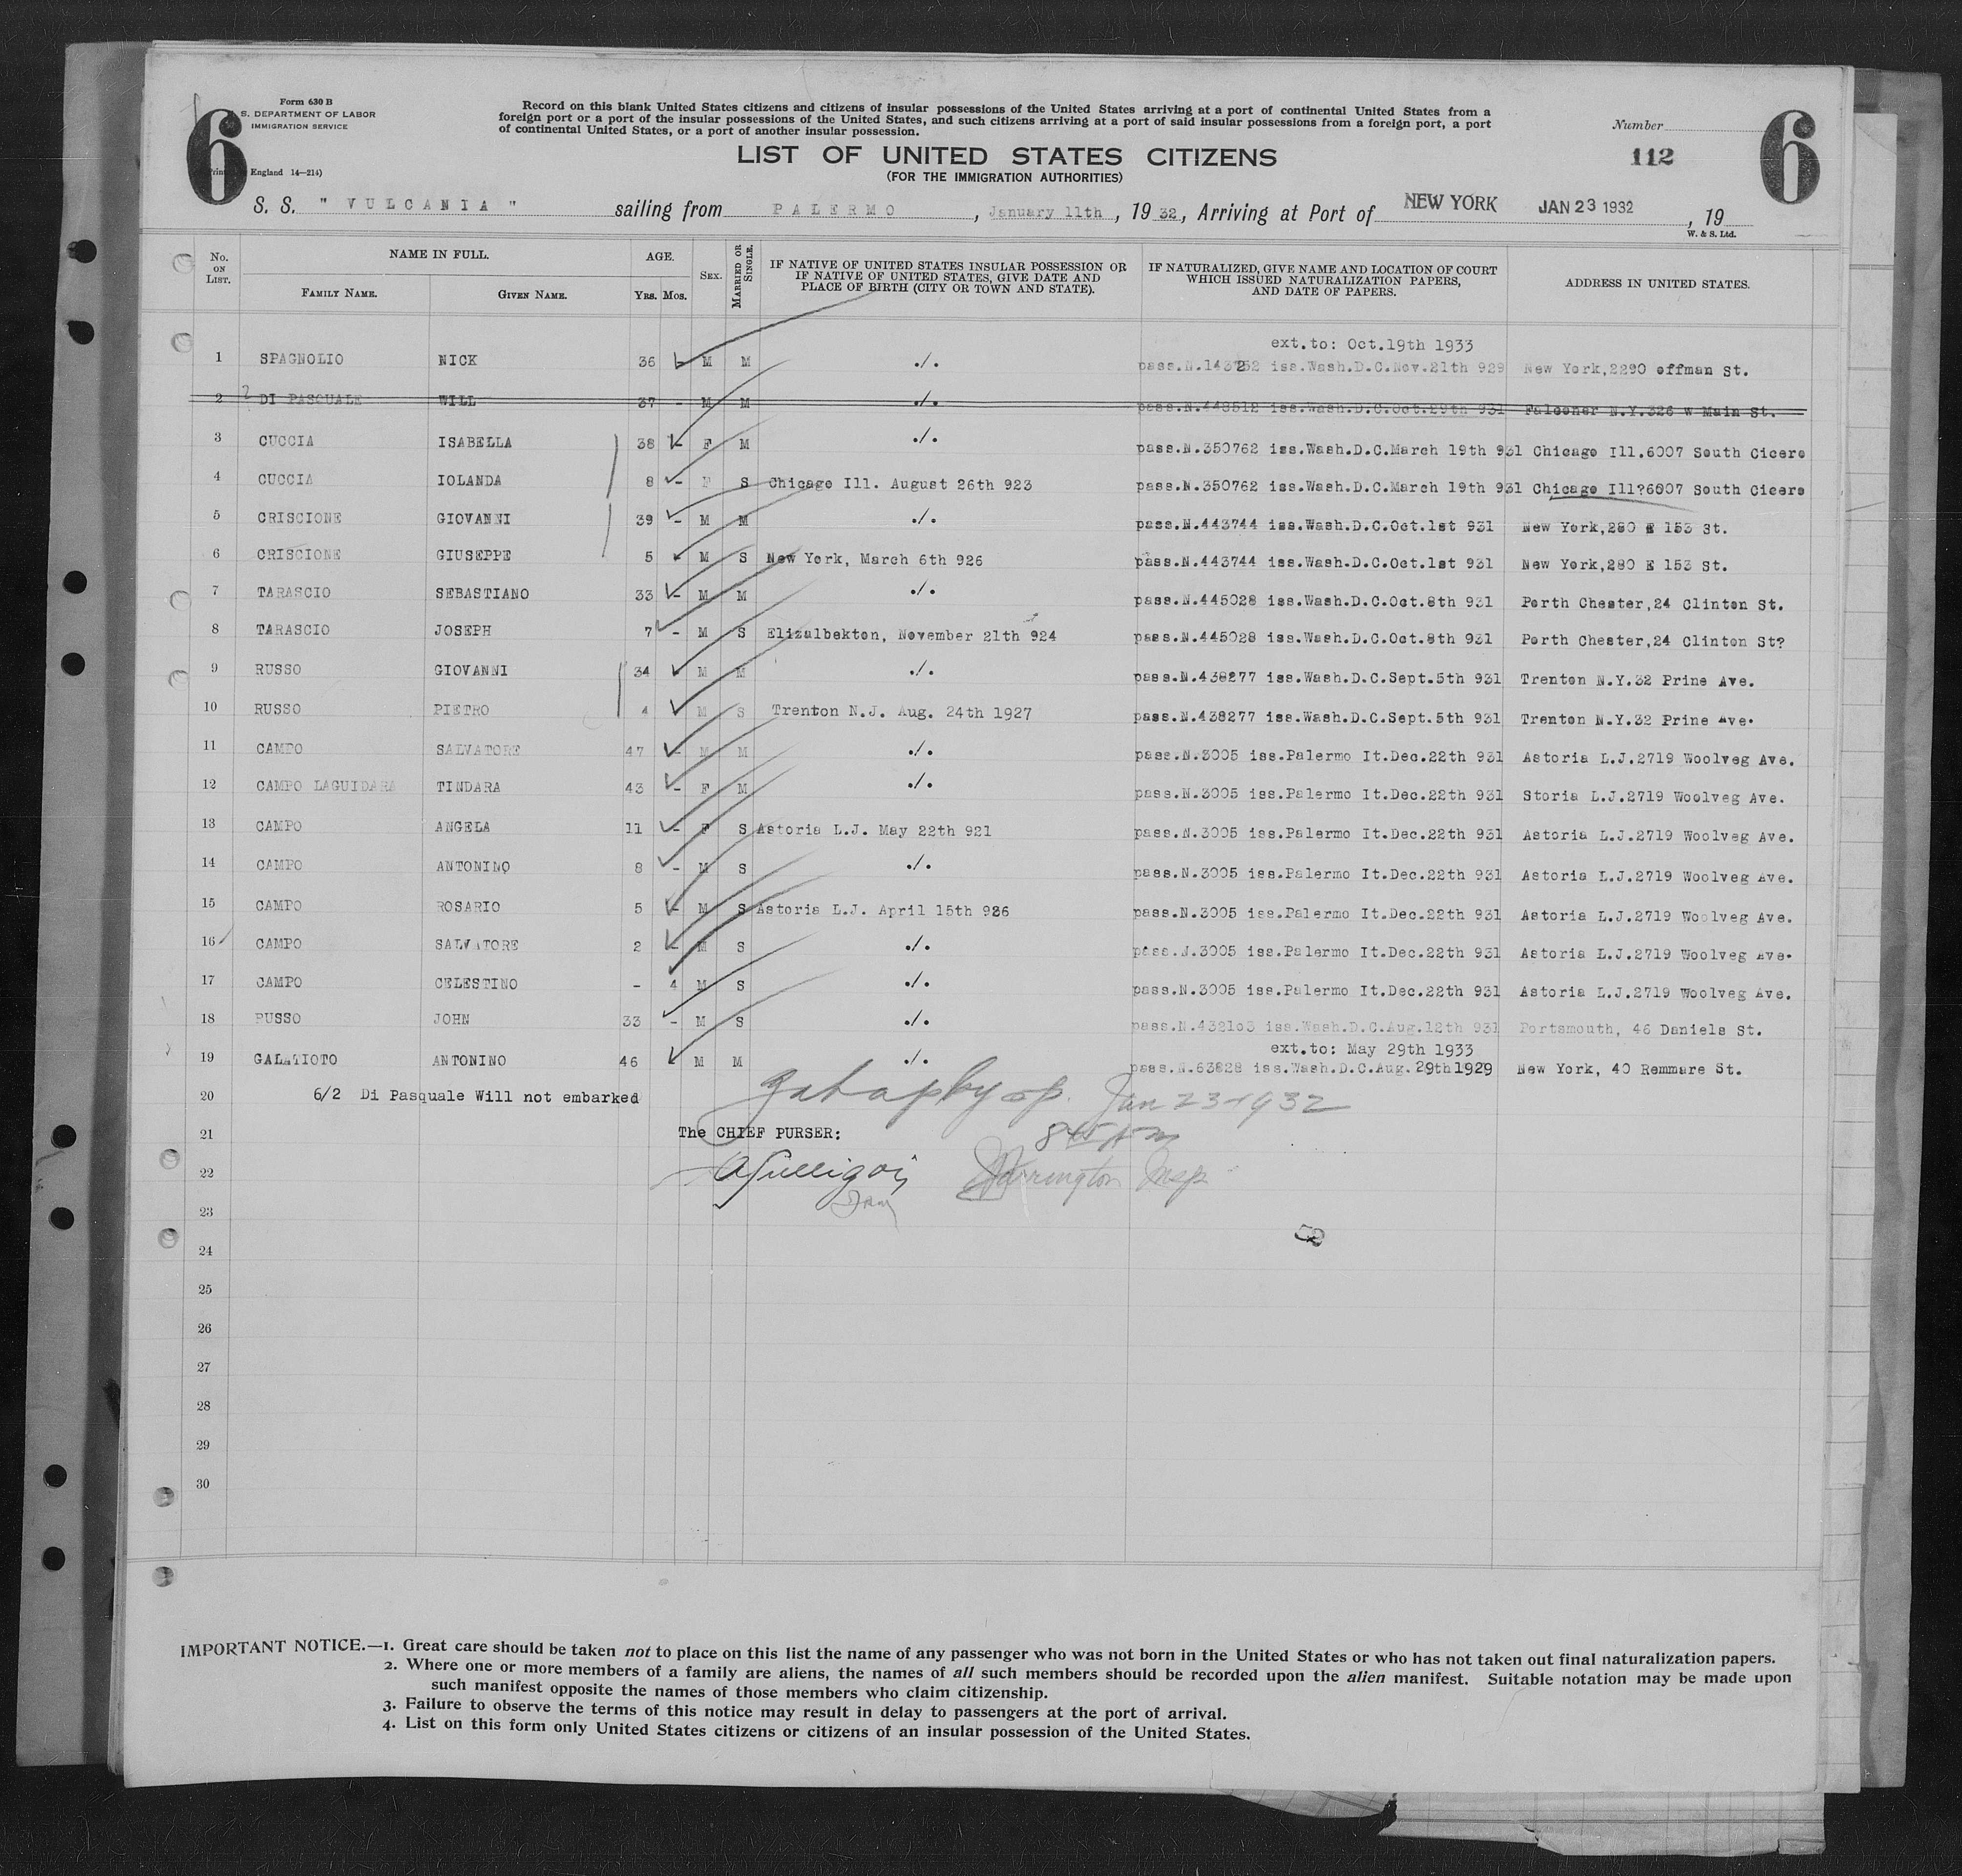 6
Form 630 B
S. DEPARTMENT OF LABOR
IMMIGRATION SERVICE
England 14—214)
Record on this blank United States citizens and citizens of insular possessions of the United States arriving at a port of continental United States from a
foreign port or a port of the insular possessions of the United States, and such citizens arriving at a port of said insular possessions from a foreign port, a port
of continental United States, or a port of another insular possession.
Number
112
6
LIST OF UNITED STATES CITIZENS
(FOR THE IMMIGRATION AUTHORITIES)
S. S. " VULCANIA " sailing from PALERMO, January 11th, 19 32, Arriving at Port of NEW YORK JAN 23 1932, 19
W. & S. Ltd.
No. ON LIST. NAME IN FULL. FAMILY NAME. GIVEN NAME. AGE. YRS. MOS. SEX. MARRIED OR SINGLE. IF NATIVE OF UNITED STATES INSULAR POSSESSION OR IF NATIVE OF UNITED STATES, GIVE DATE AND PLACE OF BIRTH (CITY OR TOWN AND STATE). IF NATURALIZED, GIVE NAME AND LOCATION OF COURT WHICH ISSUED NATURALIZATION PAPERS, AND DATE OF PAPERS. ADDRESS IN UNITED STATES.
ext.to: Oct.19th 1933
1 SPAGNOLIO NICK 36 - M M ./. pass.N.143252 iss.Wash.D.C.Nov.21th 929 New York,2290 offman St.
2 DI PASQUALE WILL 37 - M M ./. pass.N.448512 iss.Wash.D.C.Oct.29th 931 Falconer N.Y.326 W Main St.
3 CUCCIA ISABELLA 38 - F M ./. pass.N.350762 iss.Wash.D.C.March 19th 931 Chicago Ill.6007 South Cicero
4 CUCCIA IOLANDA 8 - F S Chicago Ill. August 26th 923 pass.N.350762 iss.Wash.D.C.March 19th 931 Chicago Ill?6007 South Cicero
5 CRISCIONE GIOVANNI 39 - M M ./. pass.N.443744 iss.Wash.D.C.Oct.1st 931 New York,280 E 153 St.
6 CRISCIONE GIUSEPPE 5 M S New York, March 6th 926 pass.N.443744 iss.Wash.D.C.Oct.1st 931 New York,280 E 153 St.
7 TARASCIO SEBASTIANO 33 - M M ./. pass.N.445028 iss.Wash.D.C.Oct.8th 931 Porth Chester,24 Clinton St.
8 TARASCIO JOSEPH 7 - M S Elizalbekton, November 21th 924 pass.N.445028 iss.Wash.D.C.Oct.8th 931 Porth Chester,24 Clinton St?
9 RUSSO GIOVANNI 34 M M ./. pass.N.438277 iss.Wash.D.C.Sept.5th 931 Trenton N.Y.32 Prine Ave.
10 RUSSO PIETRO 4 M S Trenton N.J. Aug. 24th 1927 pass.N.438277 iss.Wash.D.C.Sept.5th 931 Trenton N.Y.32 Prine Ave.
11 CAMPO SALVATORE 47 - M M ./. pass.N.3005 iss.Palermo It.Dec.22th 931 Astoria L.J.2719 Woolveg Ave.
12 CAMPO LAGUIDARA TINDARA 43 - F M ./. pass.N.3005 iss.Palermo It.Dec.22th 931 Storia L.J.2719 Woolveg Ave.
13 CAMPO ANGELA 11 - F S Astoria L.J. May 22th 921 pass.N.3005 iss.Palermo It.Dec.22th 931 Astoria L.J.2719 Woolveg Ave.
14 CAMPO ANTONINO 8 - M S ./. pass.N.3005 iss.Palermo It.Dec.22th 931 Astoria L.J.2719 Woolveg Ave.
15 CAMPO ROSARIO 5 - M S Astoria L.J. April 15th 926 pass.N.3005 iss.Palermo It.Dec.22th 931 Astoria L.J.2719 Woolveg Ave.
16 CAMPO SALVATORE 2 - M S ./. pass.N.3005 iss.Palermo It.Dec.22th 931 Astoria L.J.2719 Woolveg Ave.
17 CAMPO CELESTINO - 4 M S ./. pass.N.3005 iss.Palermo It.Dec.22th 931 Astoria L.J.2719 Woolveg Ave.
18 RUSSO JOHN 33 - M S ./. pass.N.432103 iss.Wash.D.C.Aug.12th 931 Portsmouth, 46 Daniels St.
ext.to: May 29th 1933
19 ANTONINO 46 M M ./. pass.N.63828 iss.Wash.D.C.Aug.29th1929 New York, 40 Remmare St.
20 6/2 Di Pasquale Will not embarked
Jan 23-1932
21 The CHIEF PURSER: 845 AM
22 Insp
23
24
25
26
27
28
29
30
IMPORTANT NOTICE.—1. Great care should be taken not to place on this list the name of any passenger who was not born in the United States or who has not taken out final naturalization papers.
2. Where one or more members of a family are aliens, the names of all such members should be recorded upon the alien manifest. Suitable notation may be made upon
such manifest opposite the names of those members who claim citizenship.
3. Failure to observe the terms of this notice may result in delay to passengers at the port of arrival.
4. List on this form only United States citizens or citizens of an insular possession of the United States.